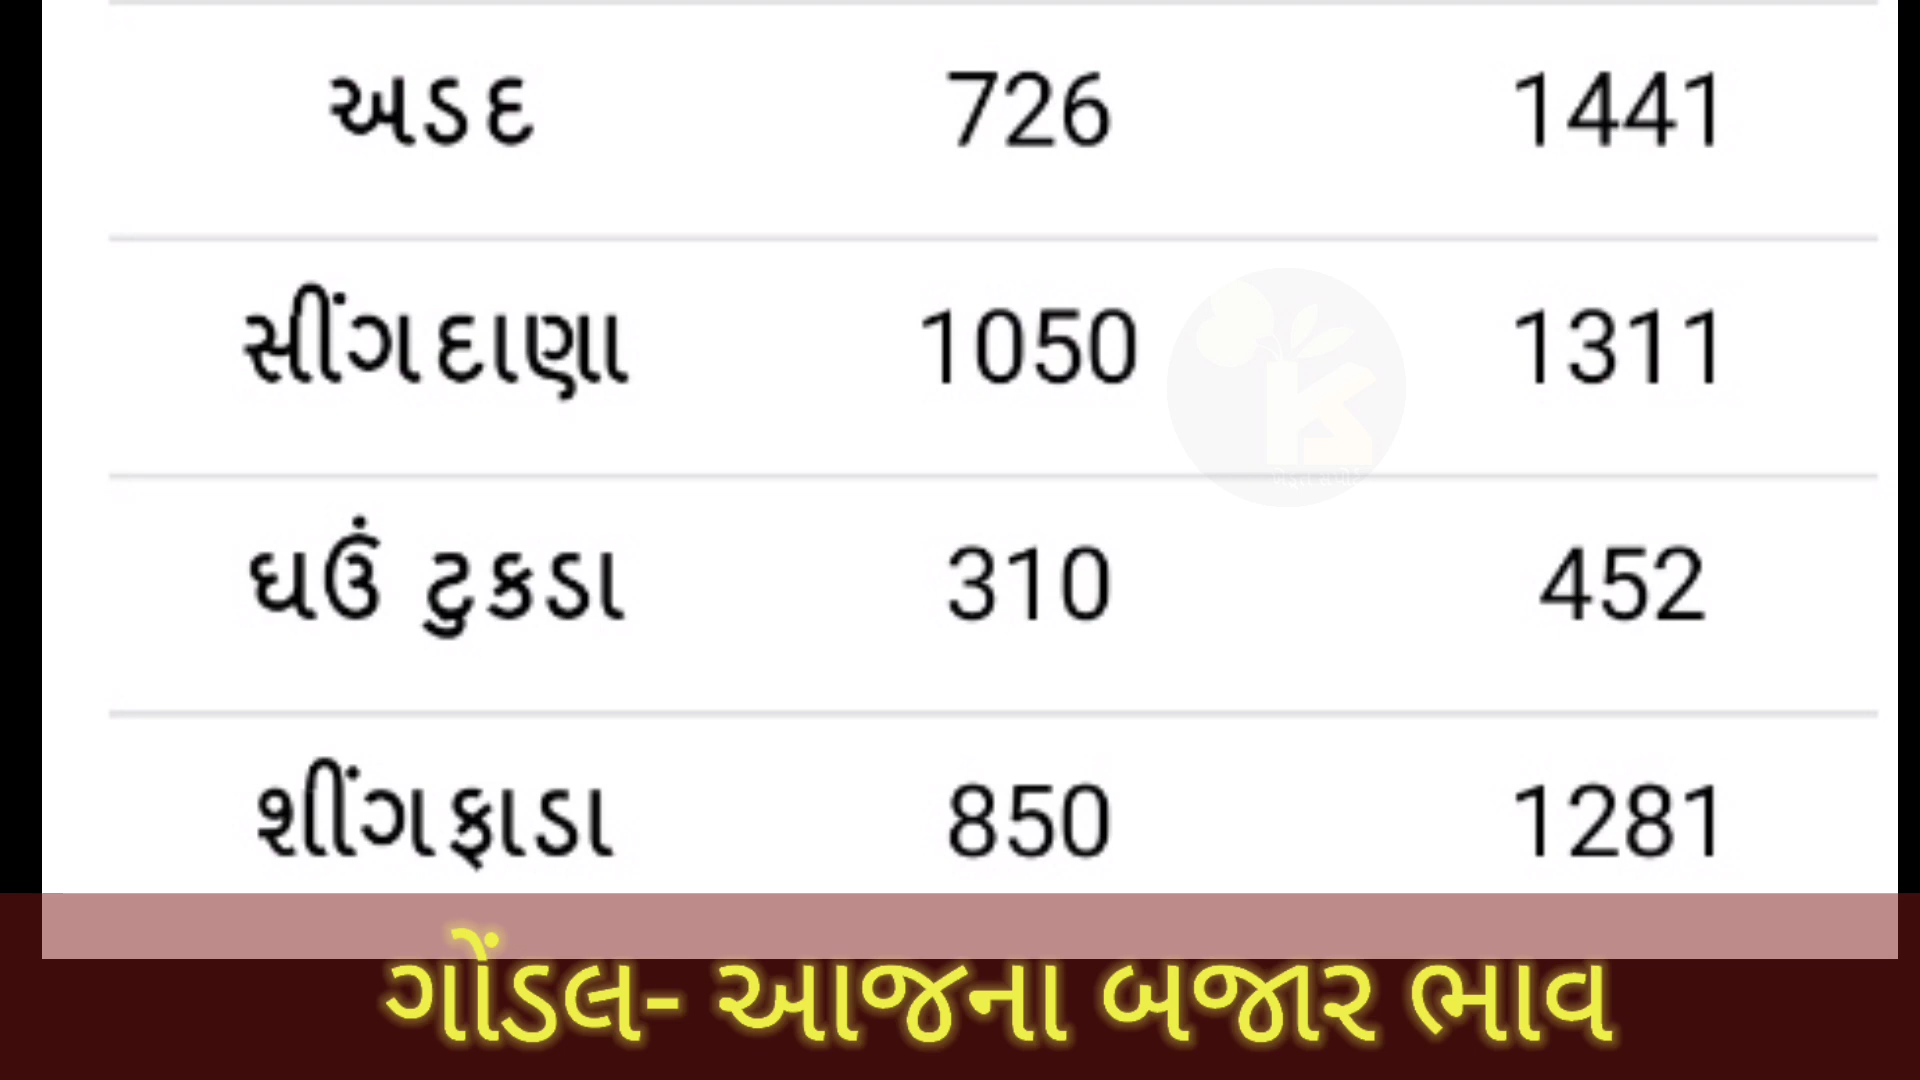 અડદ 726 1441
સીંગદાણા 1050 1311
ઘઉં ટુકડા 310 452
શીંગફાડા 850 1281
ગોંડલ- આજના બજાર ભાવ